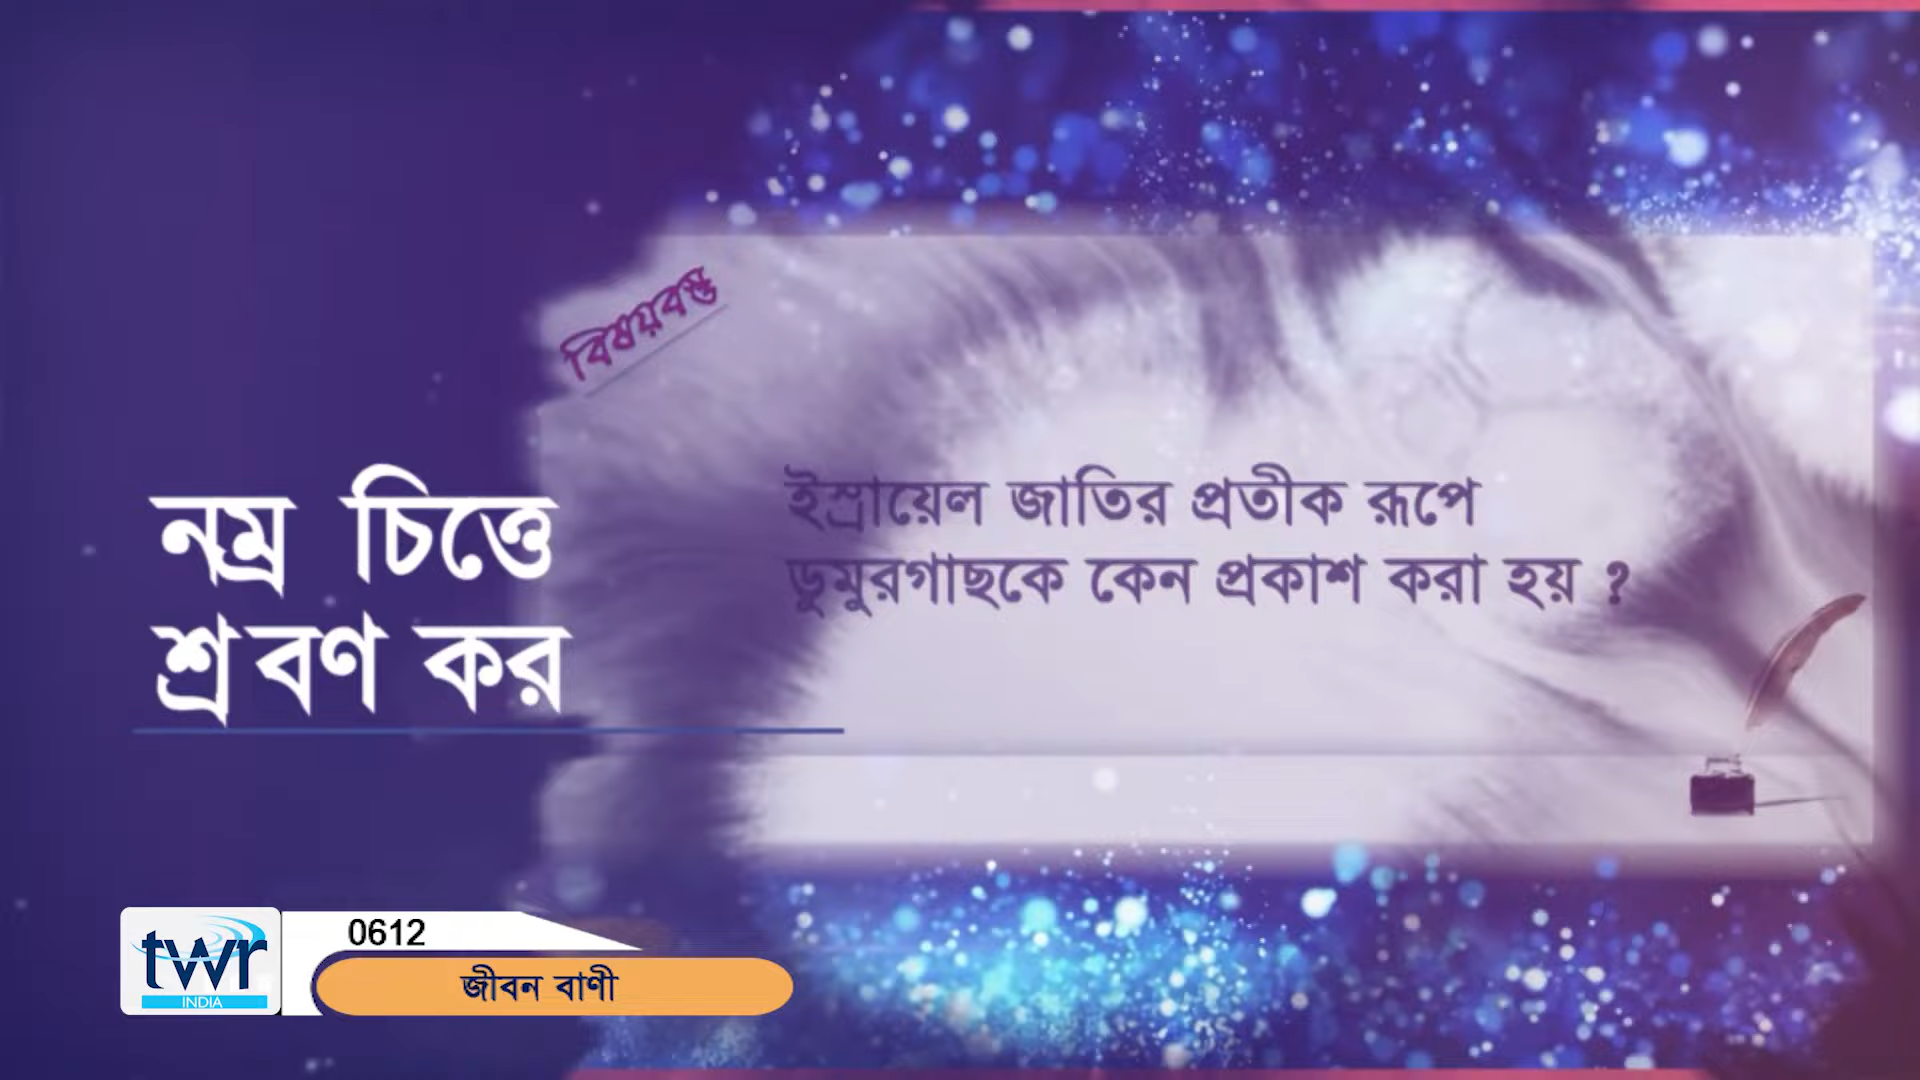 বিষয়বস্তু
ইস্রায়েল জাতির প্রতীক রূপে
ডুমুরগাছকে কেন প্রকাশ করা হয় ?
নম্র চিত্তে
শ্রবণ কর
twr
INDIA
0612
জীবন বাণী